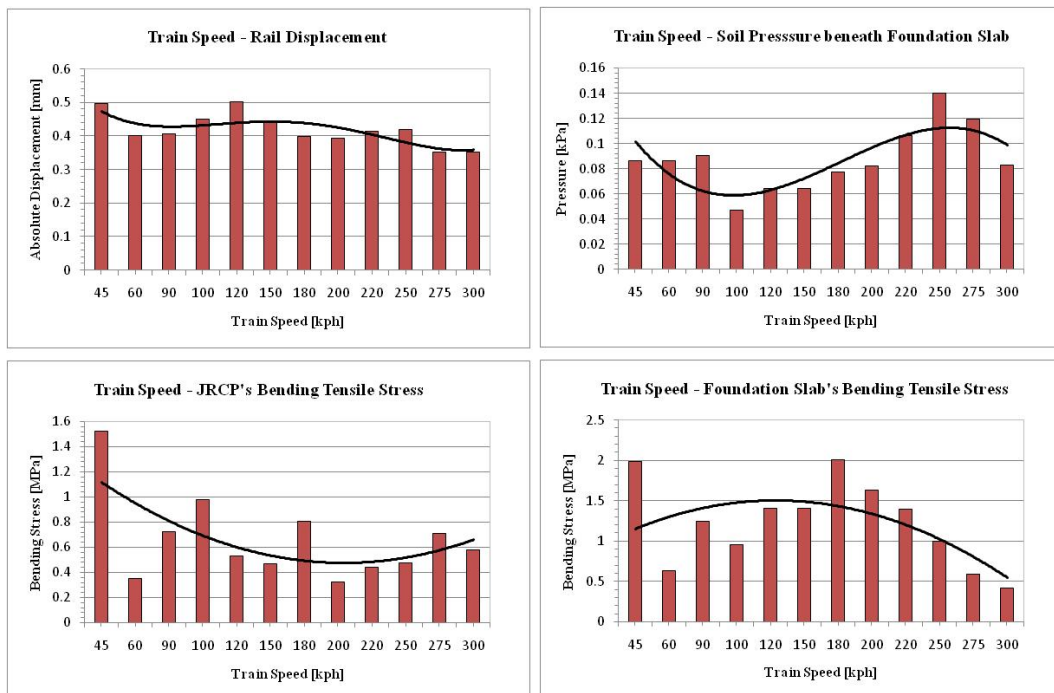 Train Speed - Rail Displacement
Absolute Displacement [mm]
0.6
0.5
0.4
0.3
0.2
0.1
0
45 60 90 100 120 150 180 200 220 250 275 300
Train Speed [kph]
Train Speed - Soil Presssure beneath Foundation Slab
Pressure [kPa]
0.16
0.14
0.12
0.1
0.08
0.06
0.04
0.02
0
45 60 90 100 120 150 180 200 220 250 275 300
Train Speed [kph]
Train Speed - JRCP's Bending Tensile Stress
Bending Stress [MPa]
1.6
1.4
1.2
1
0.8
0.6
0.4
0.2
0
45 60 90 100 120 150 180 200 220 250 275 300
Train Speed [kph]
Train Speed - Foundation Slab's Bending Tensile Stress
Bending Stress [MPa]
2.5
2
1.5
1
0.5
0
45 60 90 100 120 150 180 200 220 250 275 300
Train Speed [kph]